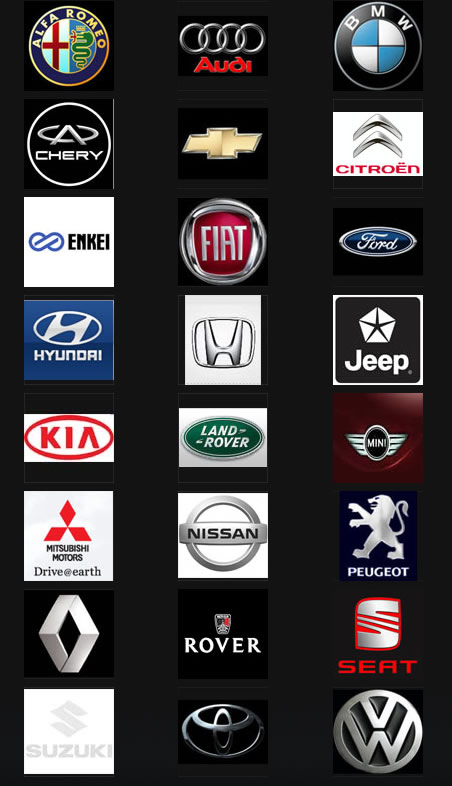 ALFA ROMEO
Audi
BMW
CHERY
CITROËN
ENKEI
FIAT
Ford
HYUNDAI
Jeep
KIA
LAND-
-ROVER
MINI
MITSUBISHI
MOTORS
Drive@earth
NISSAN
PEUGEOT
ROVER
SEAT
SUZUKI
VW